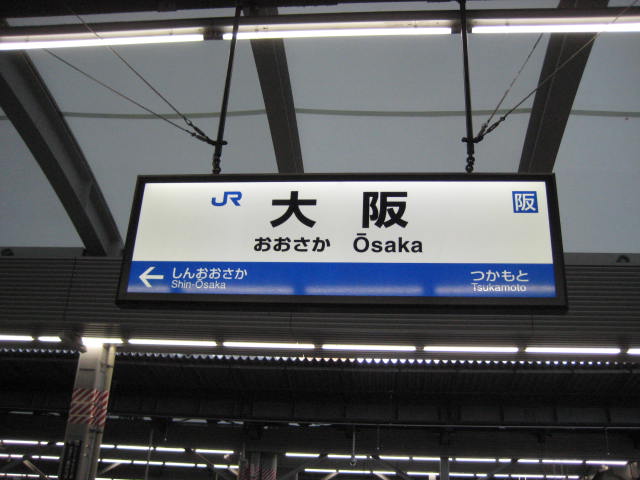 JR 大阪 阪
おおさか Ōsaka
← しんおおさか つかもと
Shin-Ōsaka Tsukamoto